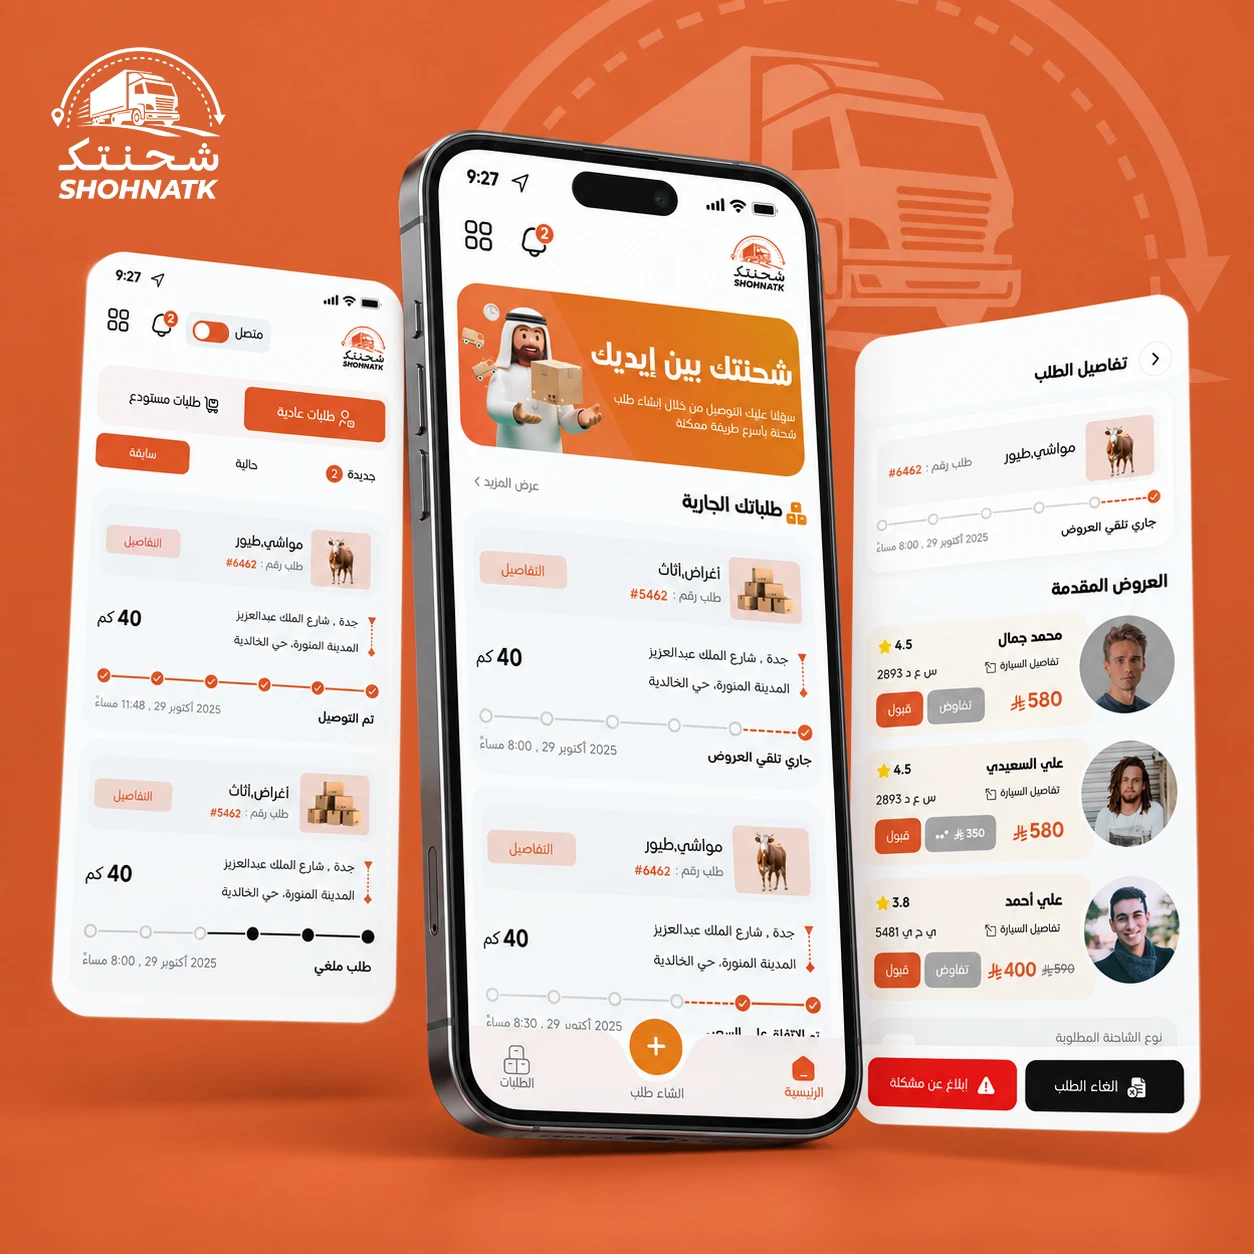 شحنتك
SHOHNATK
9:27
2
متصل
شحنتك
SHOHNATK
طلبات عادية
طلبات مستودع
جديدة 2
حالية
سابقة
مواشي,طيور
طلب رقم : #6462
التفاصيل
جدة , شارع الملك عبدالعزيز
المدينة المنورة، حي الخالدية
40 كم
تم التوصيل
2025 أكتوبر 29 , 11:48 مساءً
أغراض,أثاث
طلب رقم : #5462
التفاصيل
جدة , شارع الملك عبدالعزيز
المدينة المنورة، حي الخالدية
40 كم
طلب ملغي
2025 أكتوبر 29 , 8:00 مساءً
9:27
2
شحنتك
SHOHNATK
شحنتك بين إيديك
سهلنا عليك التوصيل من خلال إنشاء طلب
شحنة بأسرع طريقة ممكنة
طلباتك الجارية
عرض المزيد
أغراض,أثاث
طلب رقم : #5462
التفاصيل
جدة , شارع الملك عبدالعزيز
المدينة المنورة، حي الخالدية
40 كم
جاري تلقي العروض
2025 أكتوبر 29 , 8:00 مساءً
مواشي,طيور
طلب رقم : #6462
التفاصيل
جدة , شارع الملك عبدالعزيز
المدينة المنورة، حي الخالدية
40 كم
تم الاتفاق على السعر
2025 أكتوبر 29 , 8:30 مساءً
الرئيسية
انشاء طلب
الطلبات
تفاصيل الطلب
مواشي,طيور
طلب رقم : #6462
جاري تلقي العروض
2025 أكتوبر 29 , 8:00 مساءً
العروض المقدمة
محمد جمال
4.5
تفاصيل السيارة
س ع د 2893
580
تفاوض
قبول
علي السعيدي
4.5
تفاصيل السيارة
س ع د 2893
580
350
قبول
علي أحمد
3.8
تفاصيل السيارة
ي ح ي 5481
590 400
تفاوض
قبول
نوع الشاحنة المطلوبة
الغاء الطلب
إبلاغ عن مشكلة